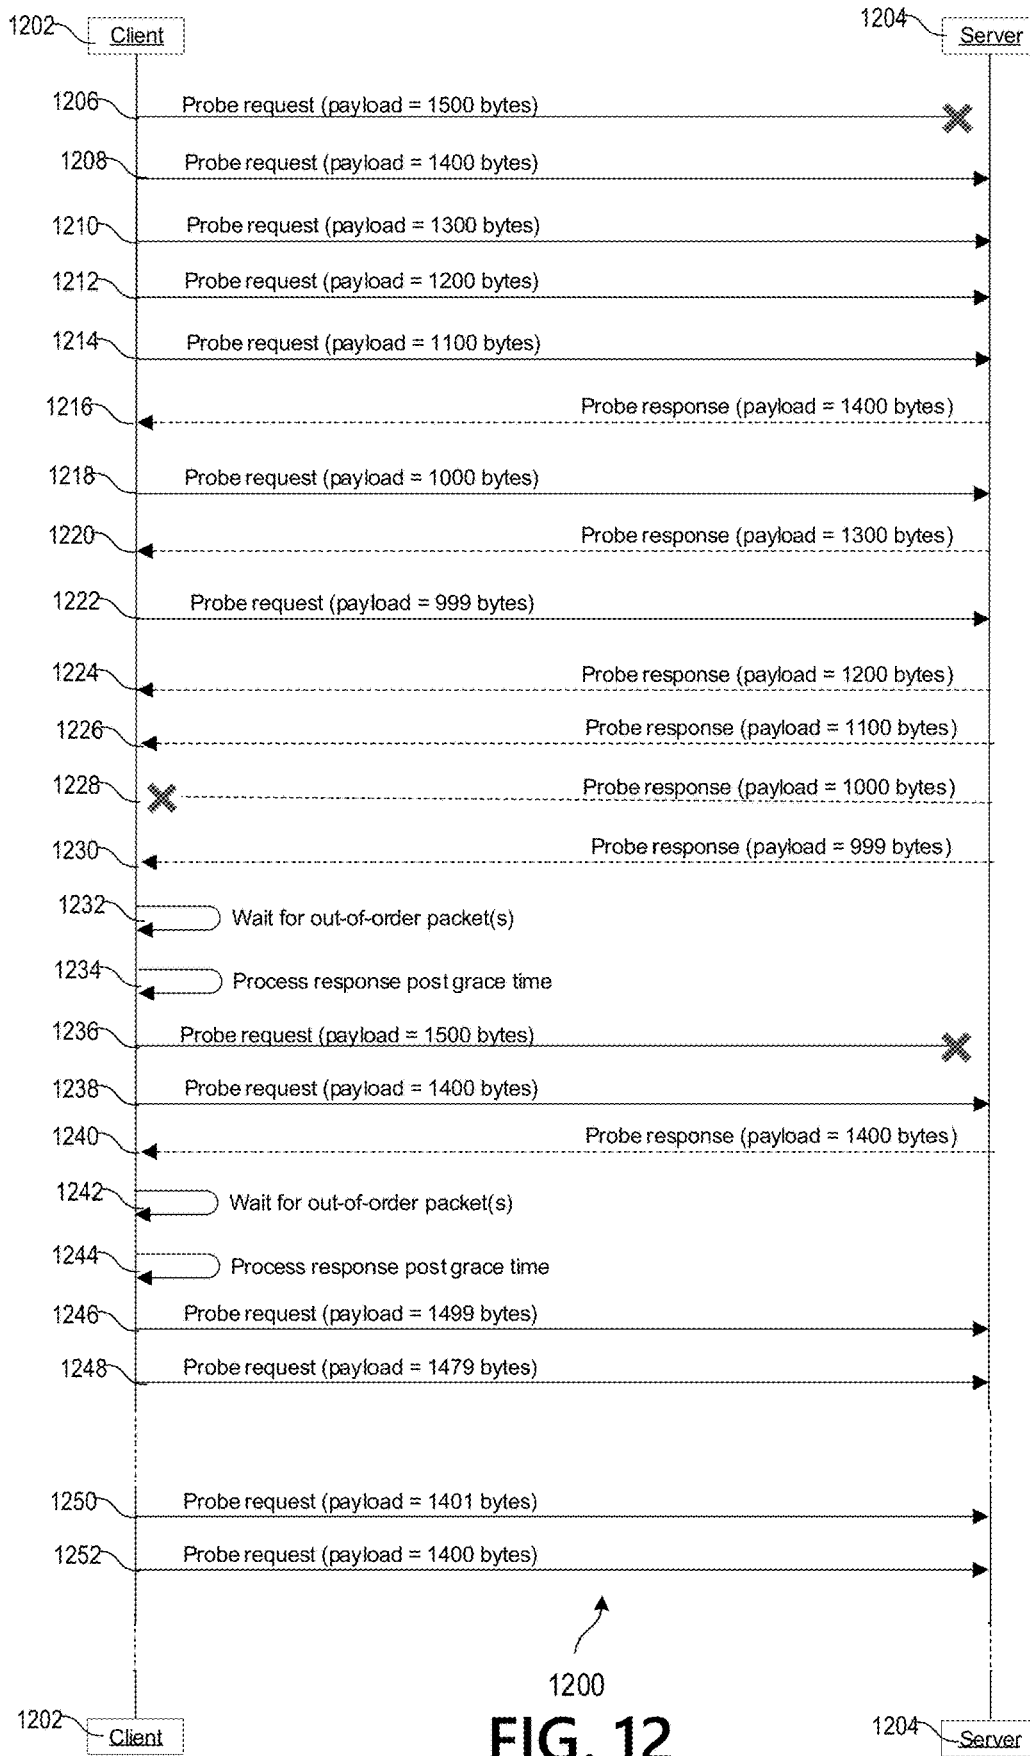 1202 Client 1204 Server
1206 Probe request (payload = 1500 bytes)
1208 Probe request (payload = 1400 bytes)
1210 Probe request (payload = 1300 bytes)
1212 Probe request (payload = 1200 bytes)
1214 Probe request (payload = 1100 bytes)
1216 Probe response (payload = 1400 bytes)
1218 Probe request (payload = 1000 bytes)
1220 Probe response (payload = 1300 bytes)
1222 Probe request (payload = 999 bytes)
1224 Probe response (payload = 1200 bytes)
1226 Probe response (payload = 1100 bytes)
1228 Probe response (payload = 1000 bytes)
1230 Probe response (payload = 999 bytes)
1232 Wait for out-of-order packet(s)
1234 Process response post grace time
1236 Probe request (payload = 1500 bytes)
1238 Probe request (payload = 1400 bytes)
1240 Probe response (payload = 1400 bytes)
1242 Wait for out-of-order packet(s)
1244 Process response post grace time
1246 Probe request (payload = 1499 bytes)
1248 Probe request (payload = 1479 bytes)
1250 Probe request (payload = 1401 bytes)
1252 Probe request (payload = 1400 bytes)
1200
1202 Client FIG. 12 1204 Server